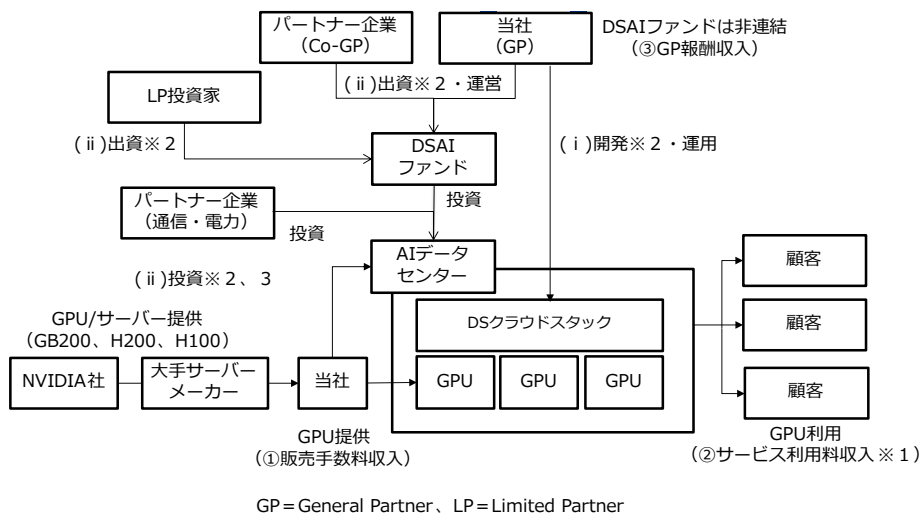 パートナー企業
（Co-GP）
当社
（GP）
DSAIファンドは非連結
（③GP報酬収入）
(ⅱ)出資※２・運営
LP投資家
(ⅱ)出資※２
DSAI
ファンド
(ⅰ)開発※２・運用
投資
パートナー企業
（通信・電力）
投資
AIデータ
センター
(ⅱ)投資※２、３
顧客
GPU/サーバー提供
（GB200、H200、H100）
DSクラウドスタック
顧客
NVIDIA社
大手サーバー
メーカー
当社
GPU
GPU
GPU
顧客
GPU提供
（①販売手数料収入）
GPU利用
（②サービス利用料収入※１）
GP＝General Partner、LP＝Limited Partner